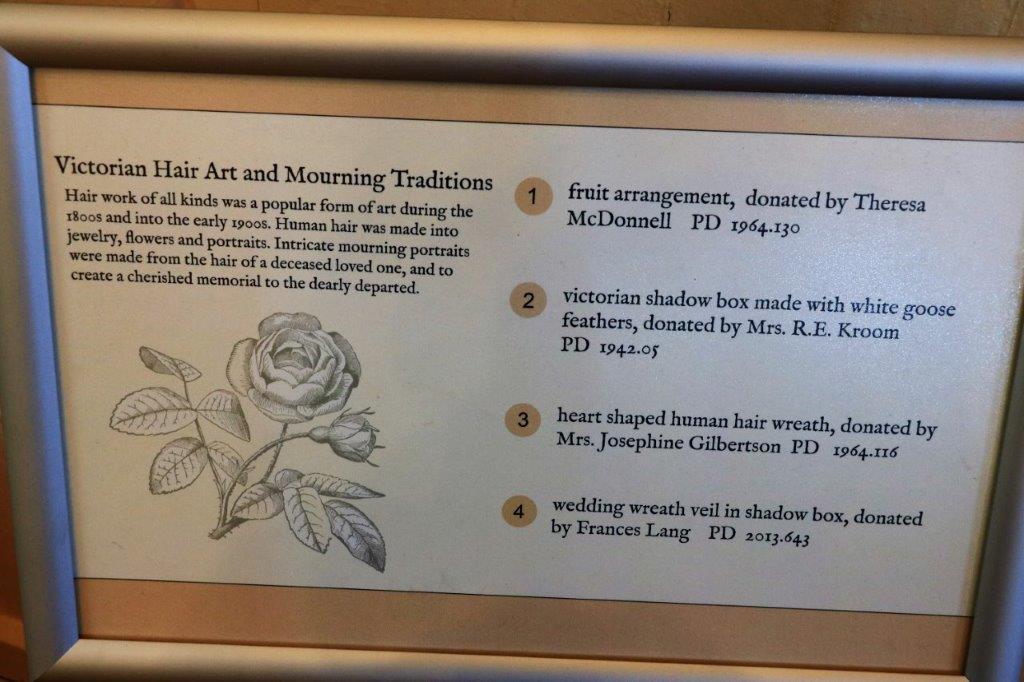 Victorian Hair Art and Mourning Traditions
Hair work of all kinds was a popular form of art during the
1800s and into the early 1900s. Human hair was made into
jewelry, flowers and portraits. Intricate mourning portraits
were made from the hair of a deceased loved one, and to
create a cherished memorial to the dearly departed.
1 fruit arrangement, donated by Theresa
McDonnell PD 1964.130
2 victorian shadow box made with white goose
feathers, donated by Mrs. R.E. Kroom
PD 1942.05
3 heart shaped human hair wreath, donated by
Mrs. Josephine Gilbertson PD 1964.116
4 wedding wreath veil in shadow box, donated
by Frances Lang PD 2013.643